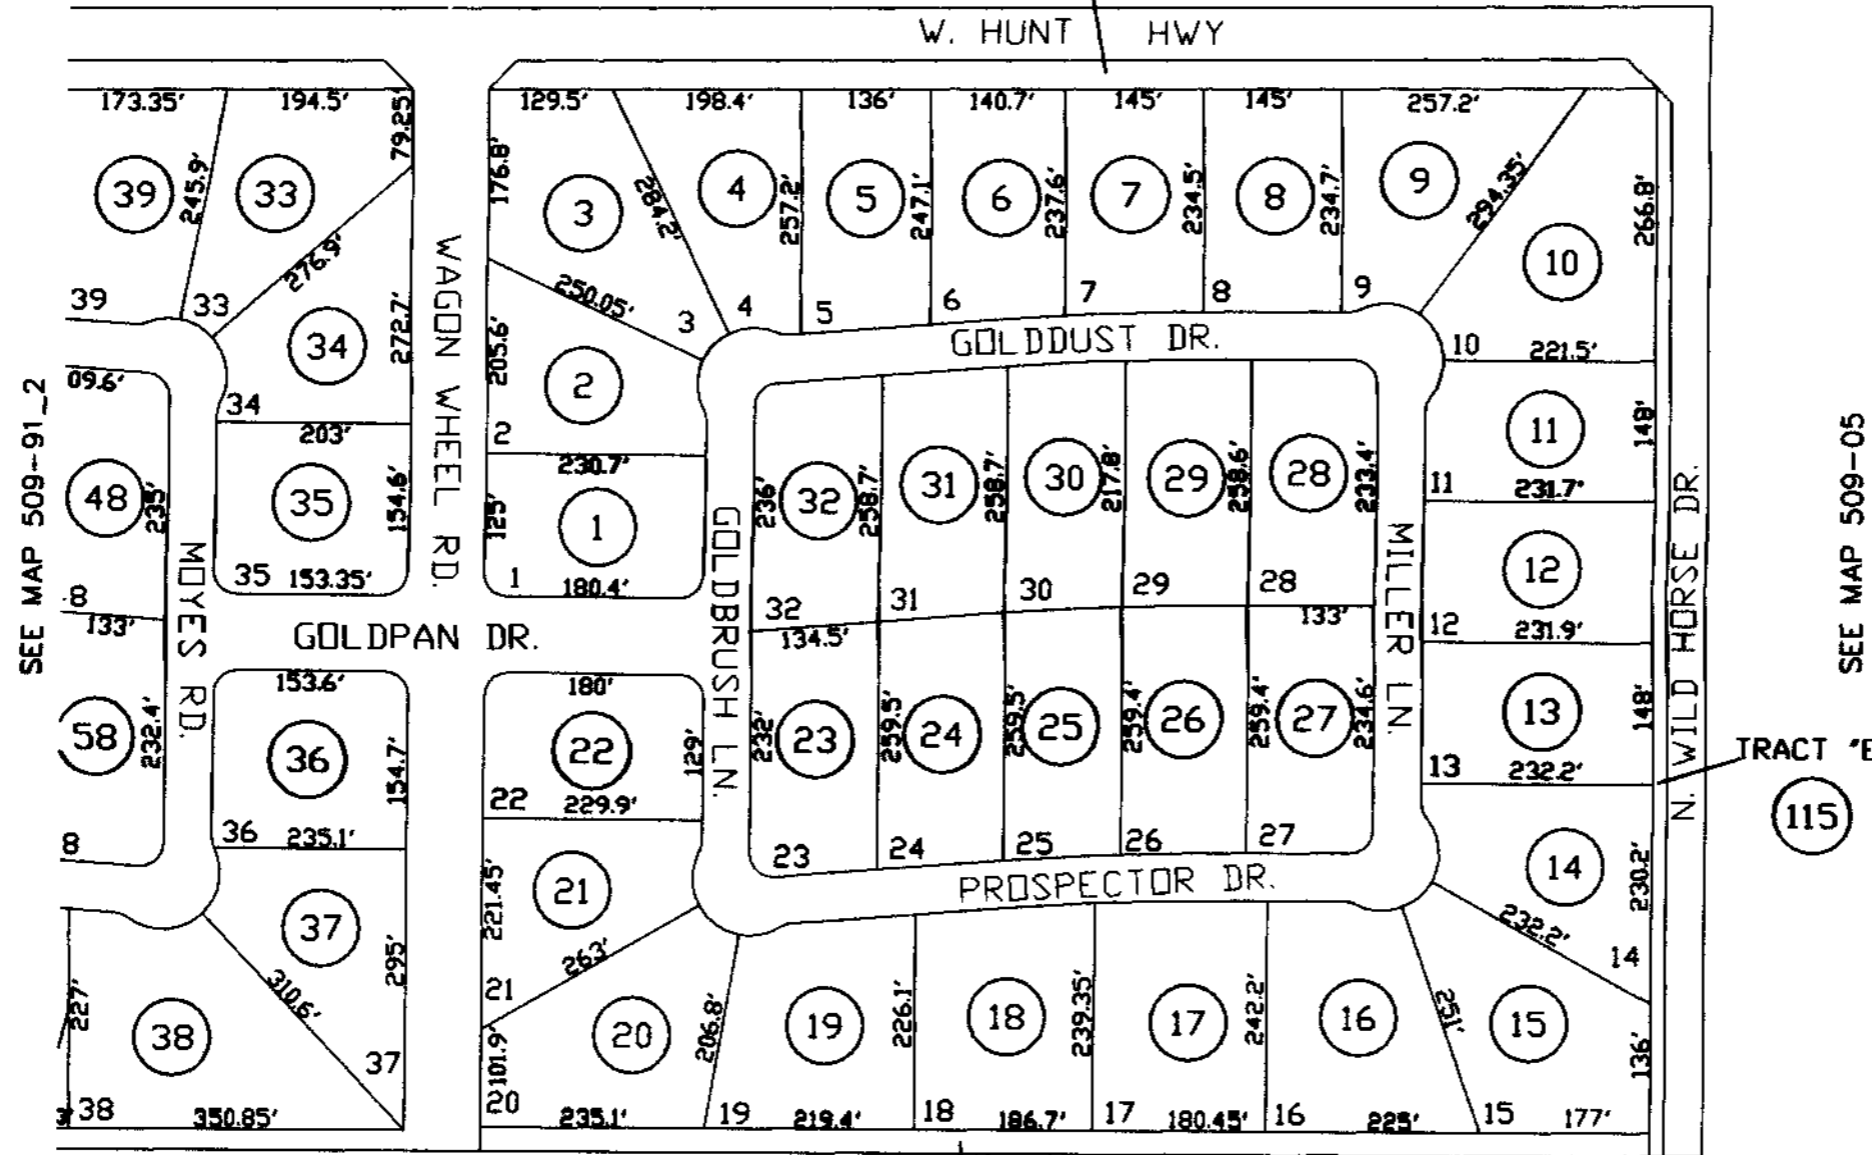 W. HUNT HWY
173.35' 194.5' 129.5' 198.4' 136' 140.7' 145' 145' 257.2'
79.25'
39 245.9' 33 176.8' 3 284.2' 4 257.2' 5 247.1' 6 237.6' 7 234.5' 8 234.7' 9 294.35' 10 266.8'
276.9' 250.05'
39 33 3 4 5 6 7 8 9
WAGON WHEEL RD.
34 272.7' 205.6' 2
GOLDDUST DR.
10 221.5'
09.6'
34 203' 2 230.7'
11 149'
11 231.7'
SEE MAP 509-91_2
48 235' 35 154.6' 125' 1
236' 32 258.7' 31 258.7' 30 217.8' 29 258.6' 28 233.4'
SEE MAP 509-05
MOYES RD.
GOLDBRUSH LN.
MILLER LN.
N. WILD HORSE DR.
12
35 153.35' 1 180.4'
8
133'
32 31 30 29 28
134.5' 133'
12 231.9'
GOLDPAN DR.
153.6' 180'
58 232.4' 36 154.7' 22 129'
232' 23 259.5' 24 259.5' 25 259.4' 26 259.4' 27 234.6'
13 148'
13 232.2'
TRACT "E
115
22 229.9'
8 36 235.1'
23 24 25 26 27
PROSPECTOR DR.
14 230.2'
232.2'
14
37 295' 221.45' 21 263'
21
227' 38 310.6' 37
101.9' 20 206.8' 19 226.1' 18 239.35' 17 242.2' 16 251' 15 136'
38 350.85' 20 235.1' 19 219.4' 18 186.7' 17 180.45' 16 225' 15 177'